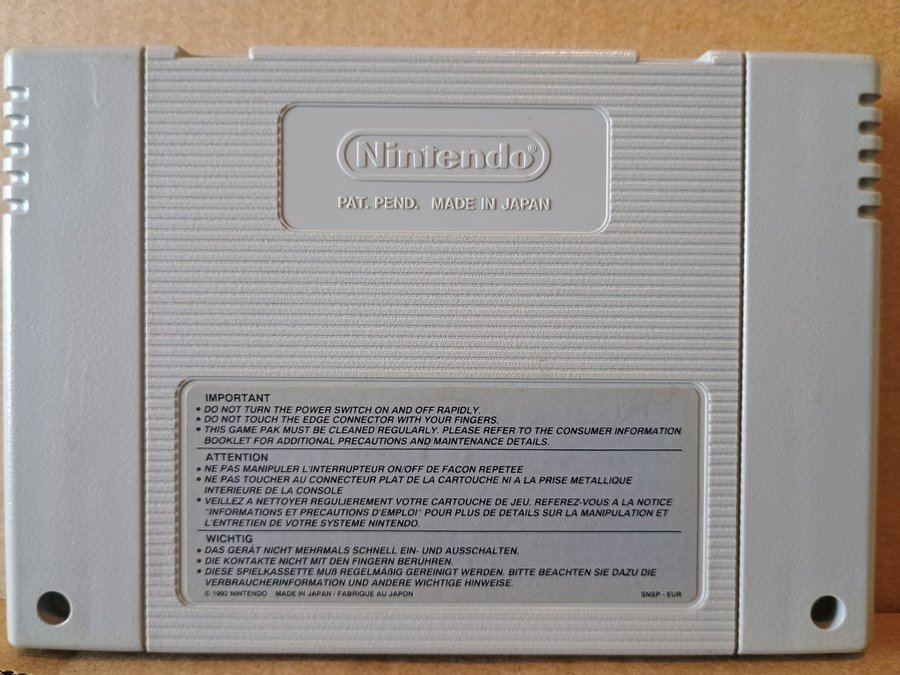 Nintendo®
PAT. PEND. MADE IN JAPAN
IMPORTANT
• DO NOT TURN THE POWER SWITCH ON AND OFF RAPIDLY.
• DO NOT TOUCH THE EDGE CONNECTOR WITH YOUR FINGERS.
• THIS GAME PAK MUST BE CLEANED REGULARLY. PLEASE REFER TO THE CONSUMER INFORMATION
BOOKLET FOR ADDITIONAL PRECAUTIONS AND MAINTENANCE DETAILS.
ATTENTION
• NE PAS MANIPULER L'INTERRUPTEUR ON/OFF DE FACON REPETEE
• NE PAS TOUCHER AU CONNECTEUR PLAT DE LA CARTOUCHE NI A LA PRISE METALLIQUE
INTERIEURE DE LA CONSOLE
• VEILLEZ A NETTOYER REGULIEREMENT VOTRE CARTOUCHE DE JEU. REFEREZ-VOUS A LA NOTICE
"INFORMATIONS ET PRECAUTIONS D'EMPLOI" POUR PLUS DE DETAILS SUR LA MANIPULATION ET
L'ENTRETIEN DE VOTRE SYSTEME NINTENDO.
WICHTIG
• DAS GERÄT NICHT MEHRMALS SCHNELL EIN- UND AUSSCHALTEN.
• DIE KONTAKTE NICHT MIT DEN FINGERN BERÜHREN.
• DIESE SPIELKASSETTE MUß REGELMÄßIG GEREINIGT WERDEN. BITTE BEACHTEN SIE DAZU DIE
VERBRAUCHERINFORMATION UND ANDERE WICHTIGE HINWEISE.
© 1992 NINTENDO MADE IN JAPAN / FABRIQUE AU JAPON SNSP - EUR